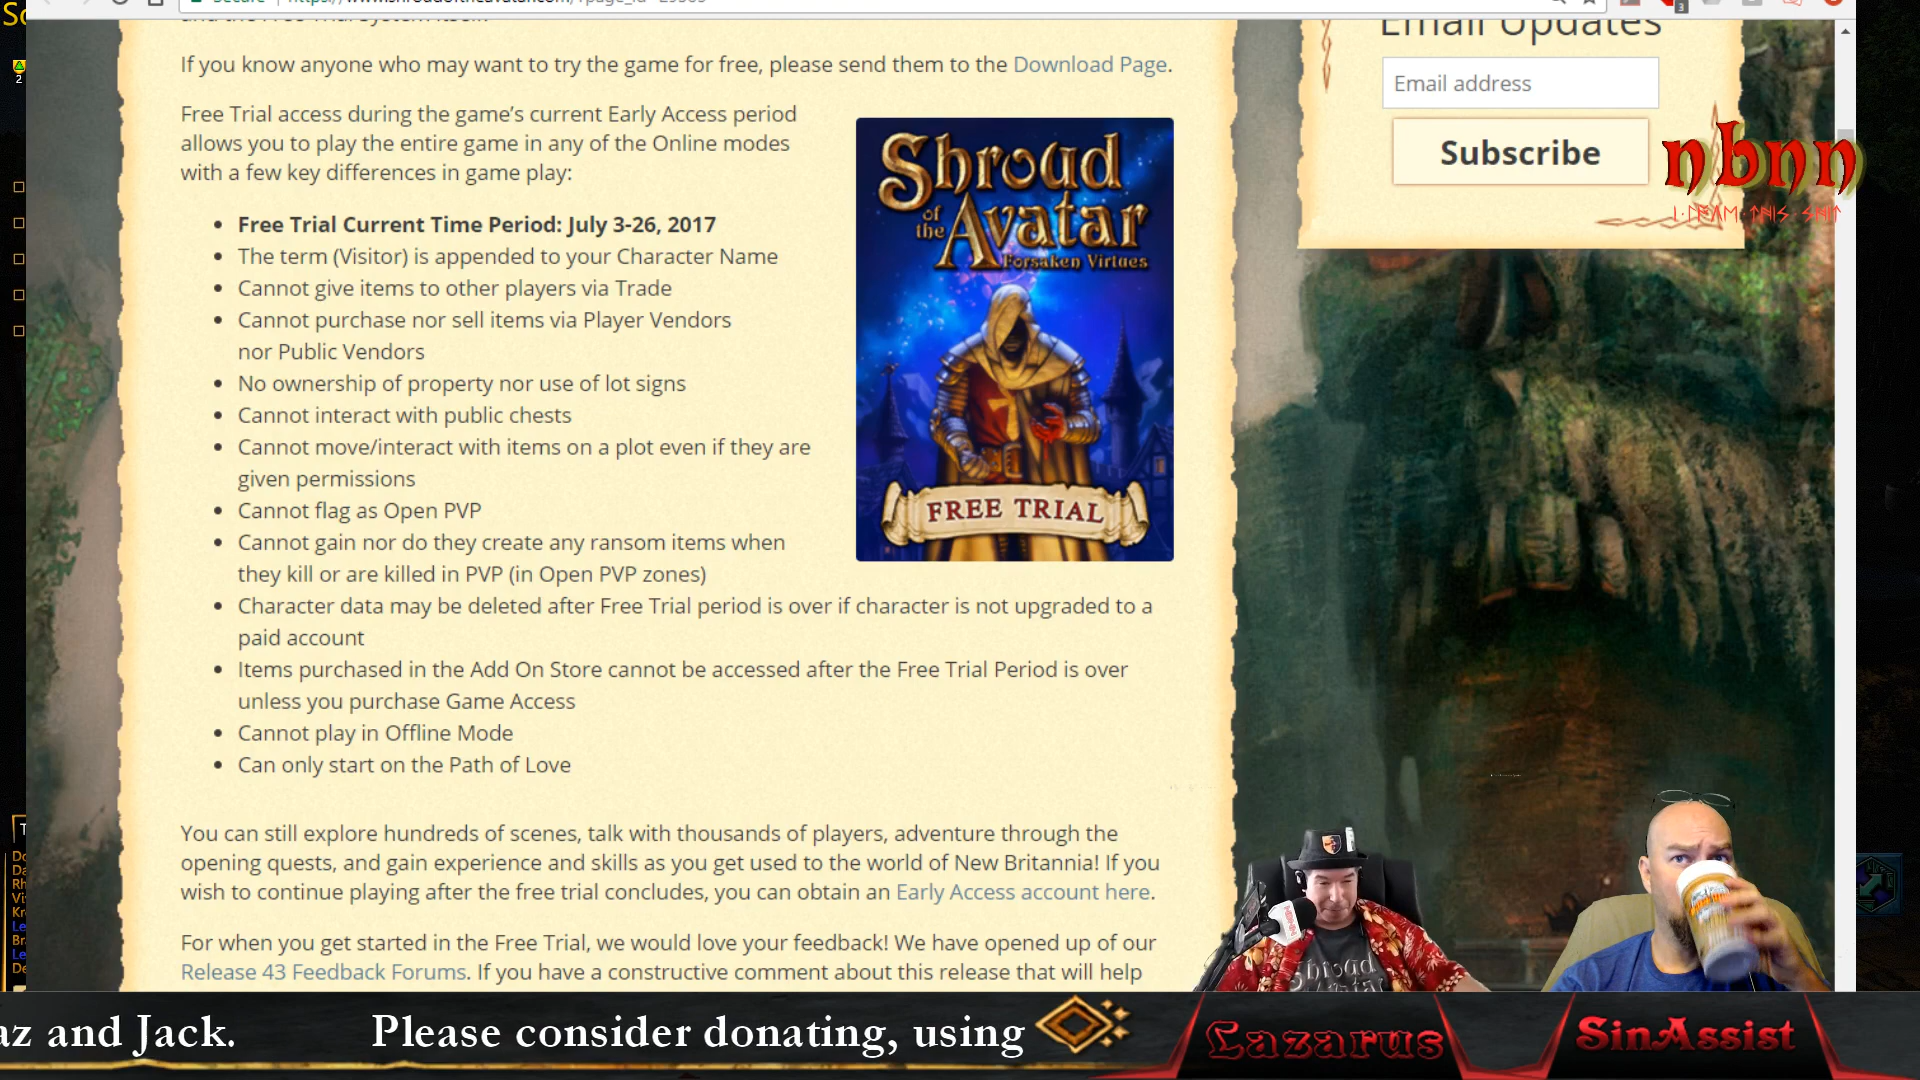 Secure
If you know anyone who may want to try the game for free, please send them to the Download Page.
Free Trial access during the game’s current Early Access period
allows you to play the entire game in any of the Online modes
with a few key differences in game play:
• Free Trial Current Time Period: July 3-26, 2017
• The term (Visitor) is appended to your Character Name
• Cannot give items to other players via Trade
• Cannot purchase nor sell items via Player Vendors
nor Public Vendors
• No ownership of property nor use of lot signs
• Cannot interact with public chests
• Cannot move/interact with items on a plot even if they are
given permissions
• Cannot flag as Open PVP
• Cannot gain nor do they create any ransom items when
they kill or are killed in PVP (in Open PVP zones)
• Character data may be deleted after Free Trial period is over if character is not upgraded to a
paid account
• Items purchased in the Add On Store cannot be accessed after the Free Trial Period is over
unless you purchase Game Access
• Cannot play in Offline Mode
• Can only start on the Path of Love
You can still explore hundreds of scenes, talk with thousands of players, adventure through the
opening quests, and gain experience and skills as you get used to the world of New Britannia! If you
wish to continue playing after the free trial concludes, you can obtain an Early Access account here.
For when you get started in the Free Trial, we would love your feedback! We have opened up of our
Release 43 Feedback Forums. If you have a constructive comment about this release that will help
Shroud
of the Avatar
Forsaken Virtues
FREE TRIAL
Email Updates
Email address
Subscribe
nbnn
Shroud
az and Jack. Please consider donating, using
Lazarus
SinAssist